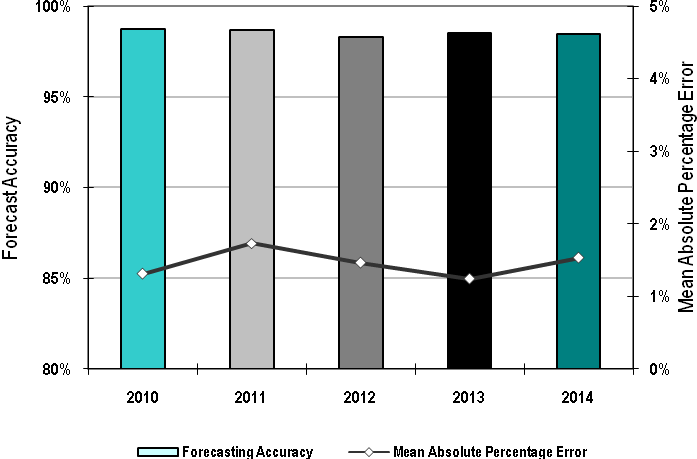 100%
95%
90%
85%
80%
Forecast Accuracy
5%
4%
3%
2%
1%
0%
Mean Absolute Percentage Error
2010 2011 2012 2013 2014
Forecasting Accuracy Mean Absolute Percentage Error